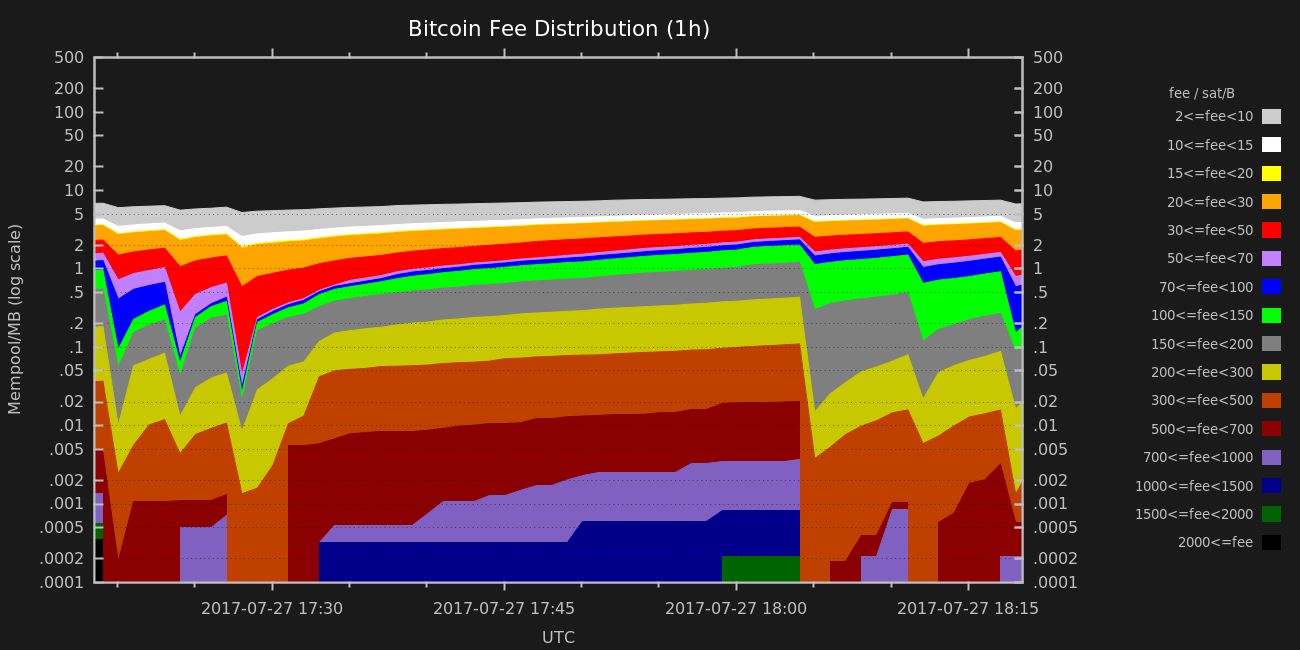 Bitcoin Fee Distribution (1h)
Mempool/MB (log scale)
500
200
100
50
20
10
5
2
1
.5
.2
.1
.05
.02
.01
.005
.002
.001
.0005
.0002
.0001
500
200
100
50
20
10
5
2
1
.5
.2
.1
.05
.02
.01
.005
.002
.001
.0005
.0002
.0001
2017-07-27 17:30
2017-07-27 17:45
2017-07-27 18:00
2017-07-27 18:15
UTC
fee / sat/B
2<=fee<10
10<=fee<15
15<=fee<20
20<=fee<30
30<=fee<50
50<=fee<70
70<=fee<100
100<=fee<150
150<=fee<200
200<=fee<300
300<=fee<500
500<=fee<700
700<=fee<1000
1000<=fee<1500
1500<=fee<2000
2000<=fee